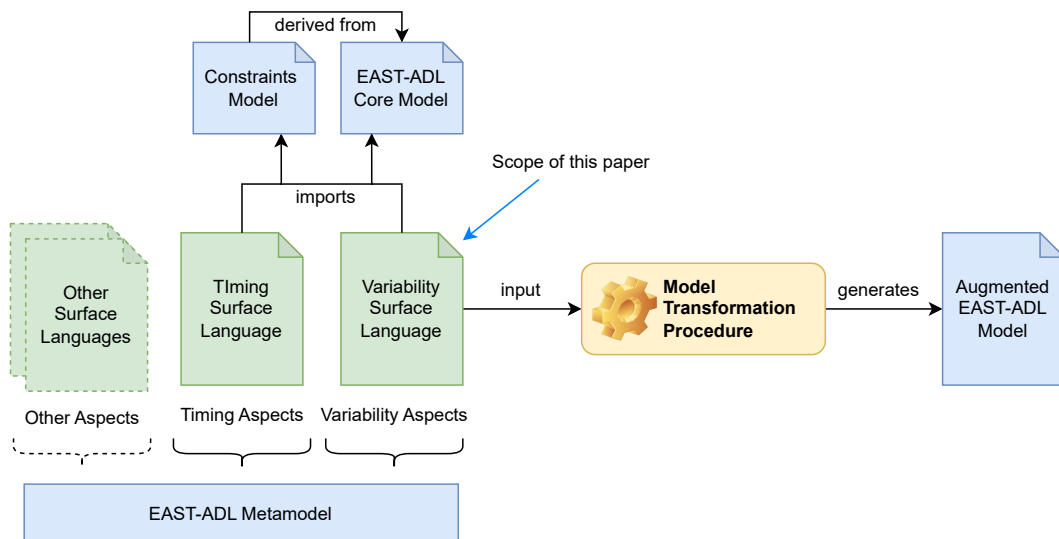 derived from
Constraints
Model
EAST-ADL
Core Model
Scope of this paper
imports
Other
Surface
Languages
TIming
Surface
Language
Variability
Surface
Language
input
Model
Transformation
Procedure
generates
Augmented
EAST-ADL
Model
Other Aspects
Timing Aspects
Variability Aspects
EAST-ADL Metamodel